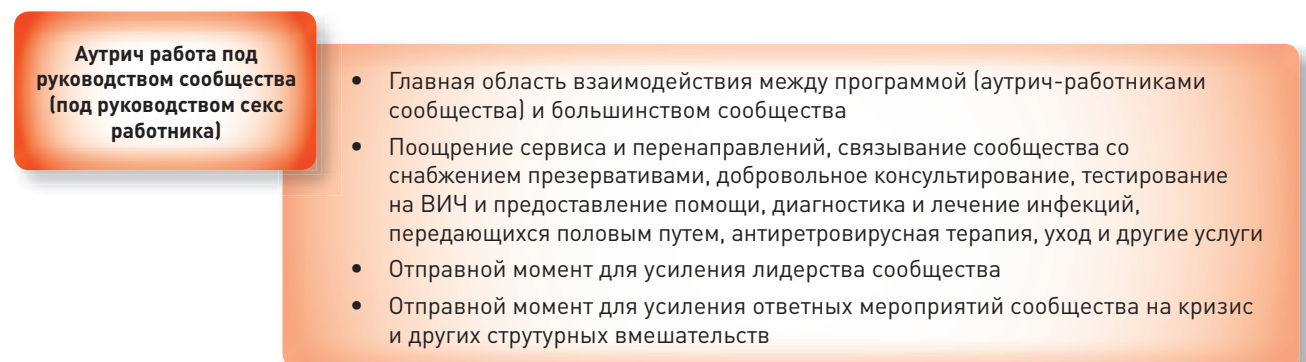 Аутрич работа под
руководством сообщества
(под руководством секс
работника)
• Главная область взаимодействия между программой (аутрич-работниками
сообщества) и большинством сообщества
• Поощрение сервиса и перенаправлений, связывание сообщества со
снабжением презервативами, добровольное консультирование, тестирование
на ВИЧ и предоставление помощи, диагностика и лечение инфекций,
передающихся половым путем, антиретровирусная терапия, уход и другие услуги
• Отправной момент для усиления лидерства сообщества
• Отправной момент для усиления ответных мероприятий сообщества на кризис
и других струтурных вмешательств